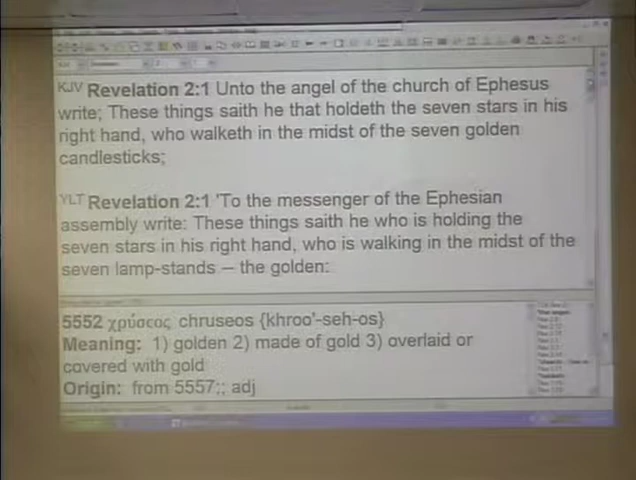 KJV Revelation 2:1 Unto the angel of the church of Ephesus
write; These things saith he that holdeth the seven stars in his
right hand, who walketh in the midst of the seven golden
candlesticks;
YLT Revelation 2:1 'To the messenger of the Ephesian
assembly write: These things saith he who is holding the
seven stars in his right hand, who is walking in the midst of the
seven lamp-stands — the golden:
5552 χρύσεος chruseos {khroo'-seh-os}
Meaning: 1) golden 2) made of gold 3) overlaid or
covered with gold
Origin: from 5557;; adj